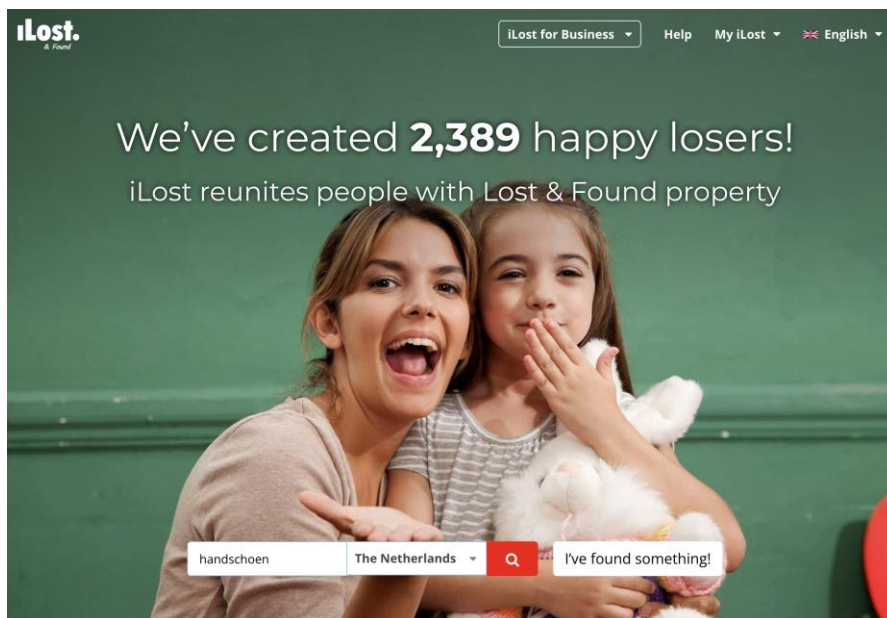 iLost.
& Found
iLost for Business
Help
My iLost
English
We've created 2,389 happy losers!
iLost reunites people with Lost & Found property
handschoen
The Netherlands
I've found something!